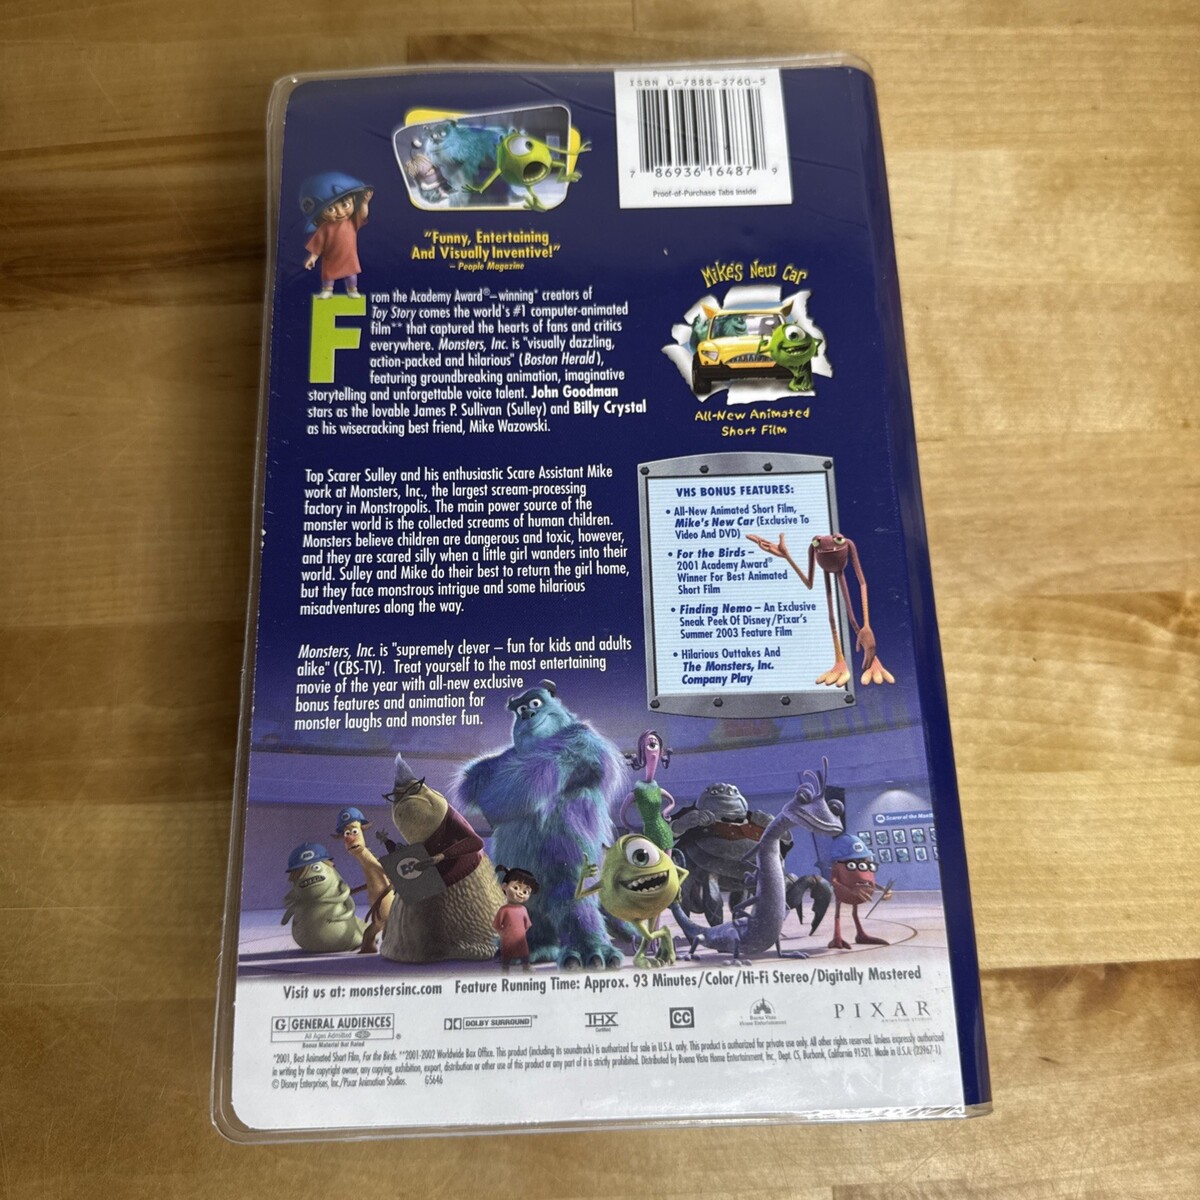 ISBN 0-7888-3760-5
7 86936 16487 9
Proof-of-Purchase Tabs Inside
"Funny, Entertaining
And Visually Inventive!"
– People Magazine
From the Academy Award®–winning* creators of
Toy Story comes the world's #1 computer-animated
film** that captured the hearts of fans and critics
everywhere. Monsters, Inc. is "visually dazzling,
action-packed and hilarious" (Boston Herald),
featuring groundbreaking animation, imaginative
storytelling and unforgettable voice talent. John Goodman
stars as the lovable James P. Sullivan (Sulley) and Billy Crystal
as his wisecracking best friend, Mike Wazowski.
Mike's New Car
All-New Animated
Short Film
Top Scarer Sulley and his enthusiastic Scare Assistant Mike
work at Monsters, Inc., the largest scream-processing
factory in Monstropolis. The main power source of the
monster world is the collected screams of human children.
Monsters believe children are dangerous and toxic, however,
and they are scared silly when a little girl wanders into their
world. Sulley and Mike do their best to return the girl home,
but they face monstrous intrigue and some hilarious
misadventures along the way.
Monsters, Inc. is "supremely clever – fun for kids and adults
alike" (CBS-TV). Treat yourself to the most entertaining
movie of the year with all-new exclusive
bonus features and animation for
monster laughs and monster fun.
VHS BONUS FEATURES:
• All-New Animated Short Film,
Mike's New Car (Exclusive To
Video And DVD)
• For the Birds –
2001 Academy Award®
Winner For Best Animated
Short Film
• Finding Nemo – An Exclusive
Sneak Peek Of Disney/Pixar's
Summer 2003 Feature Film
• Hilarious Outtakes And
The Monsters, Inc.
Company Play
Scarer of the
Visit us at: monstersinc.com Feature Running Time: Approx. 93 Minutes/Color/Hi-Fi Stereo/Digitally Mastered
G GENERAL AUDIENCES ®
All Ages Admitted
Bonus Material Not Rated
DOLBY SURROUND™
THX
Certified
CC
Buena Vista
Home Entertainment
PIXAR
ANIMATION STUDIOS
*2001, Best Animated Short Film, For the Birds. **2001-2002 Worldwide Box Office. This product (including its soundtrack) is authorized for sale in U.S.A. only. This product is authorized for private use only. All other rights reserved. Unless expressly authorized
in writing by the copyright owner, any copying, exhibition, export, distribution or other use of this product or any part of it is strictly prohibited. Distributed by Buena Vista Home Entertainment, Inc., Dept. CS, Burbank, California 91521. Made in U.S.A. (23967-1)
© Disney Enterprises, Inc./Pixar Animation Studios. G5646